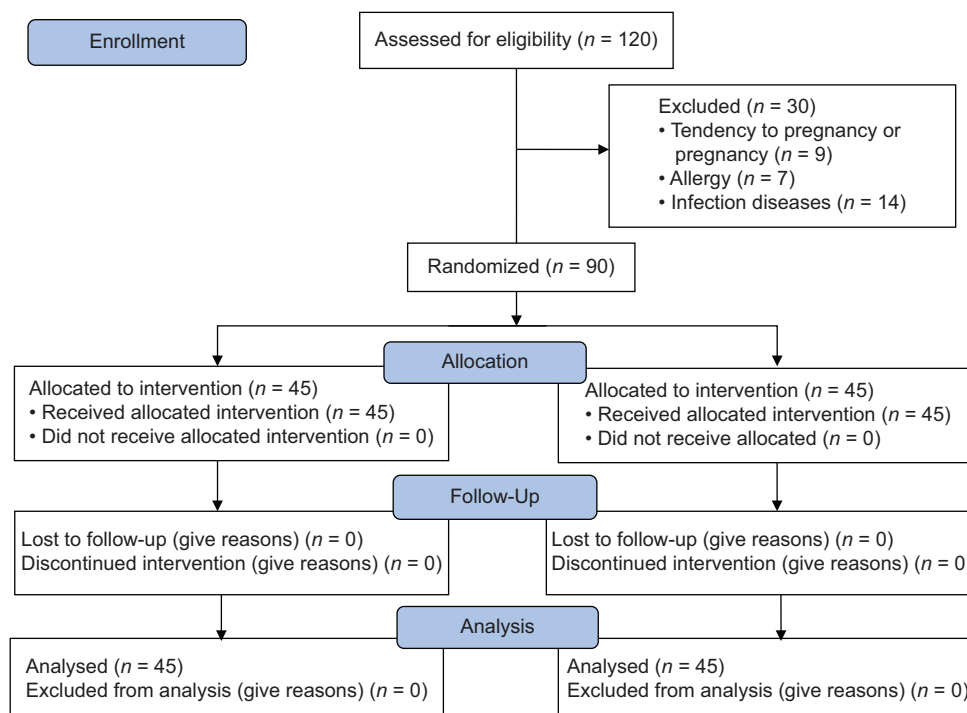 Enrollment
Assessed for eligibility (n = 120)
Excluded (n = 30)
• Tendency to pregnancy or
pregnancy (n = 9)
• Allergy (n = 7)
• Infection diseases (n = 14)
Randomized (n = 90)
Allocation
Allocated to intervention (n = 45)
• Received allocated intervention (n = 45)
• Did not receive allocated intervention (n = 0)
Allocated to intervention (n = 45)
• Received allocated intervention (n = 45)
• Did not receive allocated (n = 0)
Follow-Up
Lost to follow-up (give reasons) (n = 0)
Discontinued intervention (give reasons) (n = 0)
Lost to follow-up (give reasons) (n = 0)
Discontinued intervention (give reasons) (n = 0
Analysis
Analysed (n = 45)
Excluded from analysis (give reasons) (n = 0)
Analysed (n = 45)
Excluded from analysis (give reasons) (n = 0)